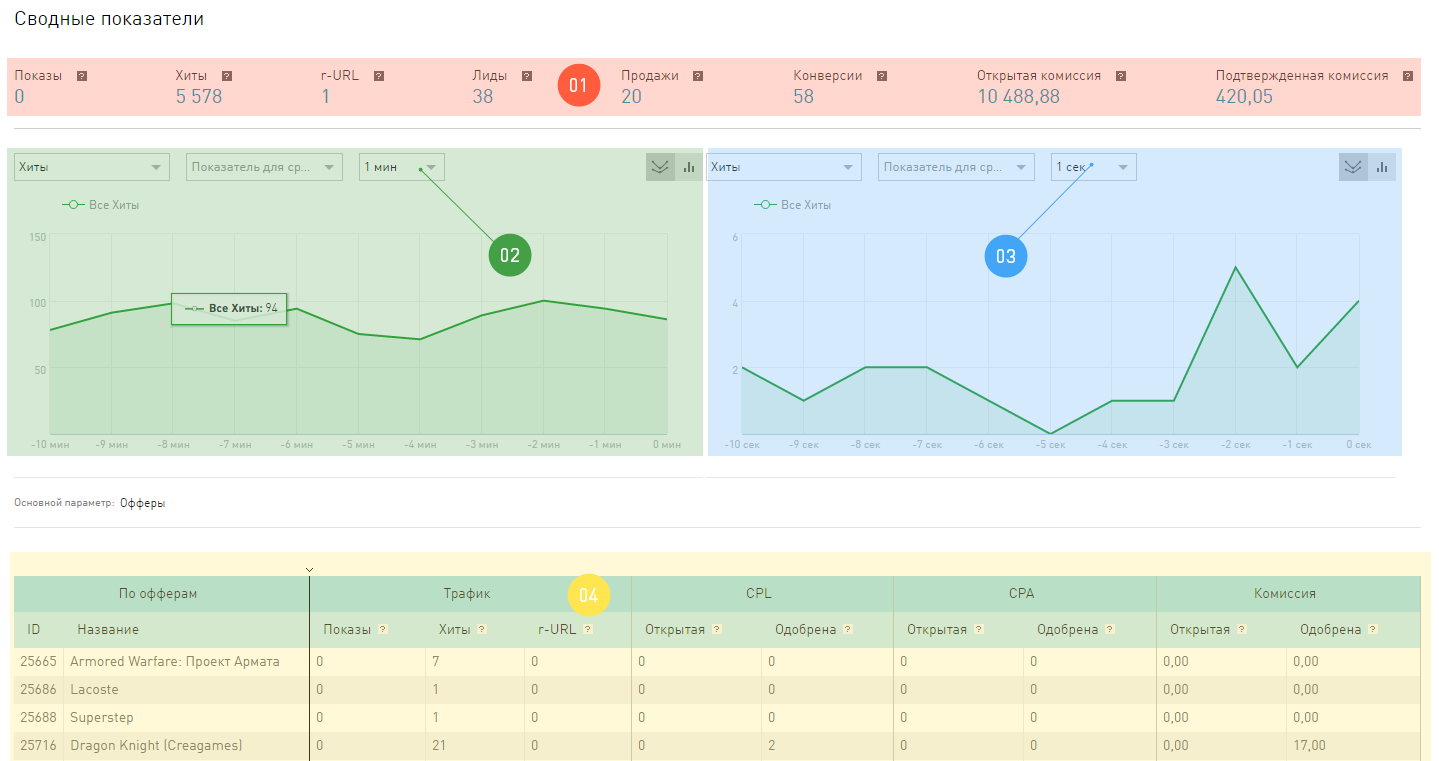 Сводные показатели
Показы ? Хиты ? r-URL ? Лиды ? 01 Продажи ? Конверсии ? Открытая комиссия ? Подтвержденная комиссия ?
0 5 578 1 38 20 58 10 488,88 420,05
Хиты Показатель для ср... 1 мин
Все Хиты
02
150
100
50
Все Хиты: 94
-10 мин -9 мин -8 мин -7 мин -6 мин -5 мин -4 мин -3 мин -2 мин -1 мин 0 мин
Хиты Показатель для ср... 1 сек
Все Хиты
03
6
4
2
-10 сек -9 сек -8 сек -7 сек -6 сек -5 сек -4 сек -3 сек -2 сек -1 сек 0 сек
Основной параметр: Офферы
По офферам Трафик 04 CPL CPA Комиссия
ID Название Показы ? Хиты ? r-URL ? Открытая ? Одобрена ? Открытая ? Одобрена ? Открытая ? Одобрена ?
25665 Armored Warfare: Проект Армата 0 7 0 0 0 0 0 0,00 0,00
25686 Lacoste 0 1 0 0 0 0 0 0,00 0,00
25688 Superstep 0 1 0 0 0 0 0 0,00 0,00
25716 Dragon Knight (Creagames) 0 21 0 0 2 0 0 0,00 17,00